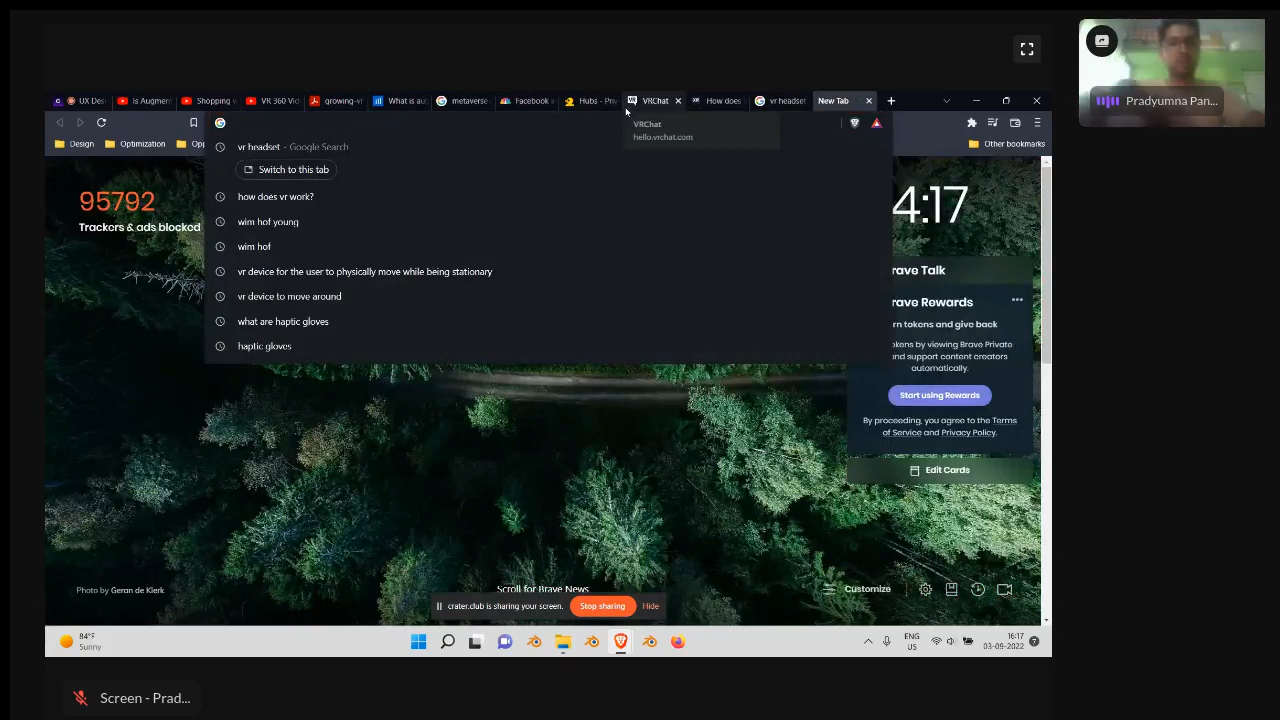 UX Des
Is Augmen
Shopping v
VR 360 Vid
growing-vr
What is au
metaverse
Facebook
Hubs - Priv
VRChat
How does
vr headset
New Tab
Design
Optimization
Opp
Other bookmarks
VRChat
hello.vrchat.com
vr headset - Google Search
Switch to this tab
how does vr work?
wim hof young
wim hof
vr device for the user to physically move while being stationary
vr device to move around
what are haptic gloves
haptic gloves
95792
Trackers & ads blocked
4:17
rave Talk
rave Rewards
rn tokens and give back
okens by viewing Brave Private
and support content creators
automatically.
Start using Rewards
By proceeding, you agree to the Terms
of Service and Privacy Policy.
Edit Cards
Photo by Geran de Klerk
Scroll for Brave News
Customize
crater.club is sharing your screen.
Stop sharing
Hide
84°F
Sunny
ENG
US
16:17
03-09-2022
7
Screen - Prad...
Pradyumna Pan...